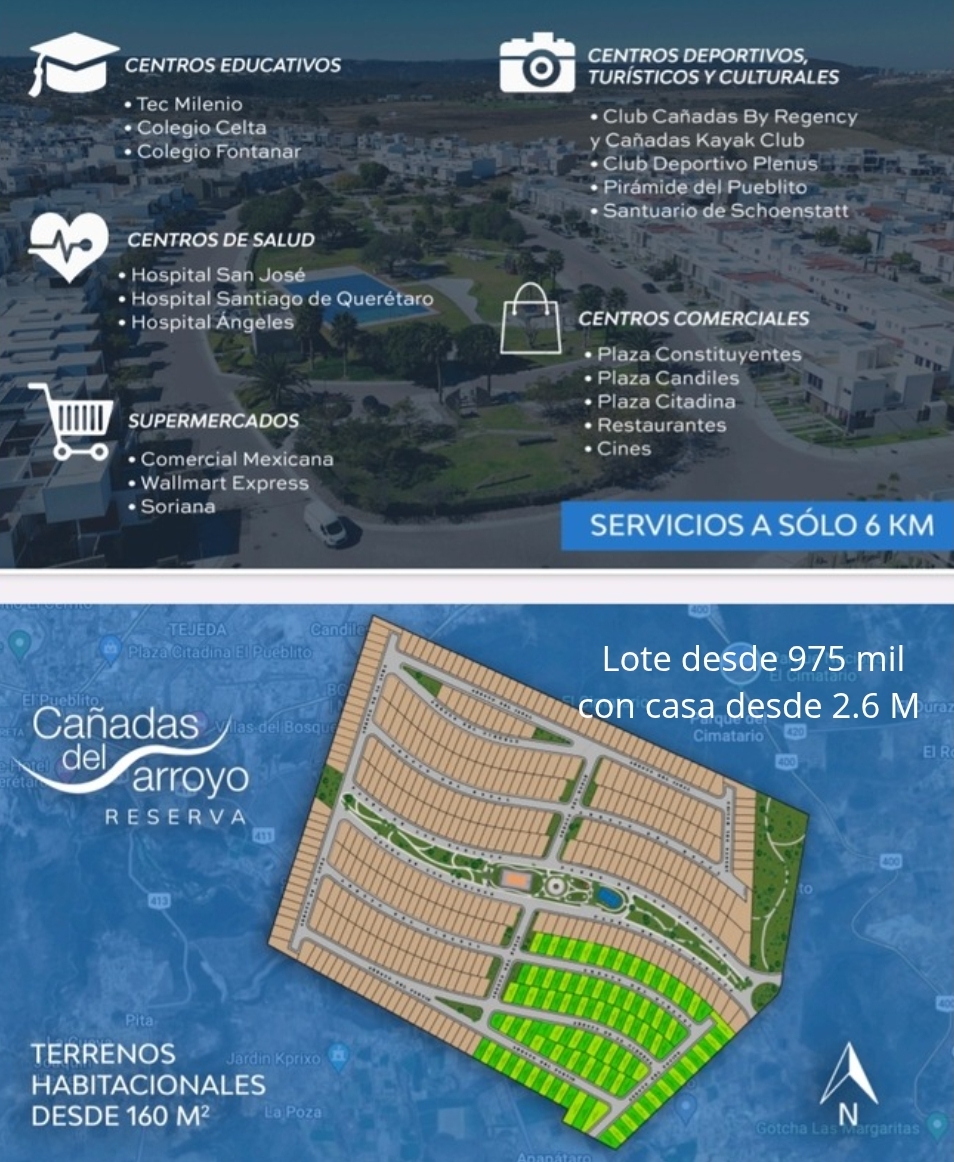 CENTROS EDUCATIVOS
• Tec Milenio
• Colegio Celta
• Colegio Fontanar
CENTROS DE SALUD
• Hospital San José
• Hospital Santiago de Querétaro
• Hospital Ángeles
SUPERMERCADOS
• Comercial Mexicana
• Wallmart Express
• Soriana
CENTROS DEPORTIVOS,
TURÍSTICOS Y CULTURALES
• Club Cañadas By Regency
y Cañadas Kayak Club
• Club Deportivo Plenus
• Pirámide del Pueblito
• Santuario de Schoenstatt
CENTROS COMERCIALES
• Plaza Constituyentes
• Plaza Candiles
• Plaza Citadina
• Restaurantes
• Cines
SERVICIOS A SÓLO 6 KM
Lote desde 975 mil
con casa desde 2.6 M
Cañadas
del
arroyo
RESERVA
TEJEDA
Plaza Citadina El Pueblito
El Pueblito
Villas del Bosque
El Cimatario
Parque del
Cimatario
400
420
400
411
413
400
400
Pita
Jardín Kprixo
La Poza
Gotcha Las Margaritas
TERRENOS
HABITACIONALES
DESDE 160 M²
N